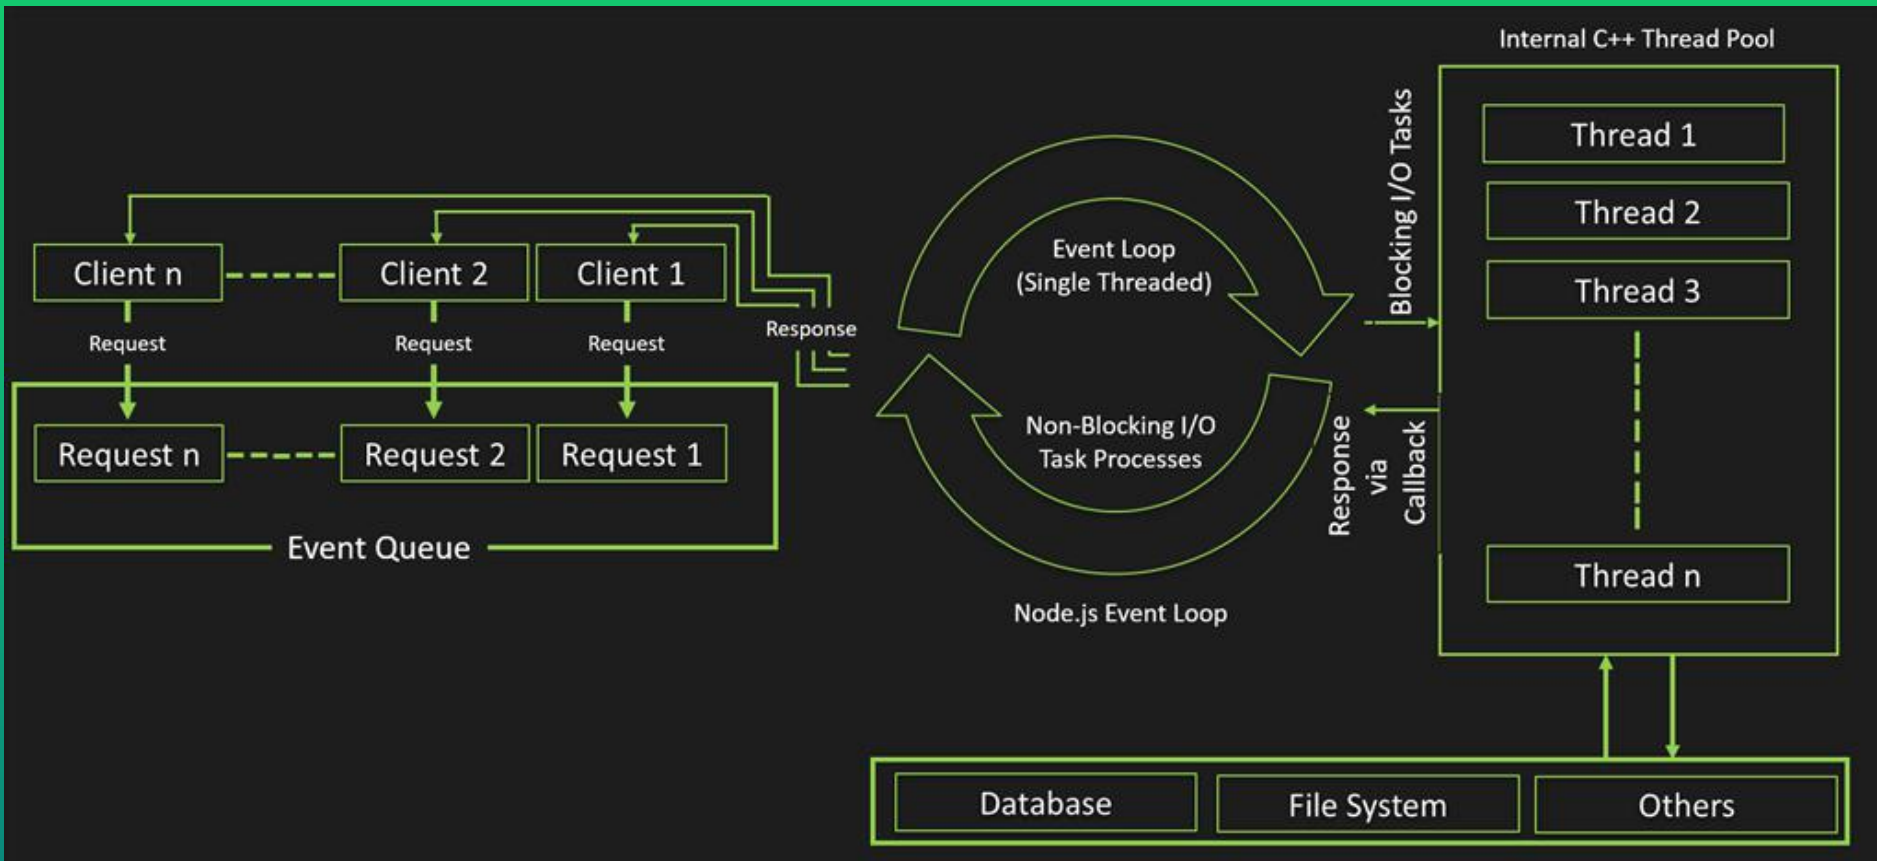 Internal C++ Thread Pool
Client n
Client 2
Client 1
Request
Request
Request
Response
Request n
Request 2
Request 1
Event Queue
Event Loop
(Single Threaded)
Non-Blocking I/O
Task Processes
Node.js Event Loop
Blocking I/O Tasks
Response
via
Callback
Thread 1
Thread 2
Thread 3
Thread n
Database
File System
Others